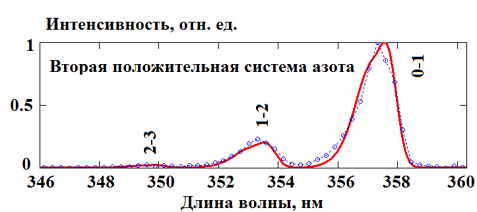 Интенсивность, отн. ед.
1
Вторая положительная система азота
0-1
1-2
0.5
2-3
0
346 348 350 352 354 356 358 360
Длина волны, нм